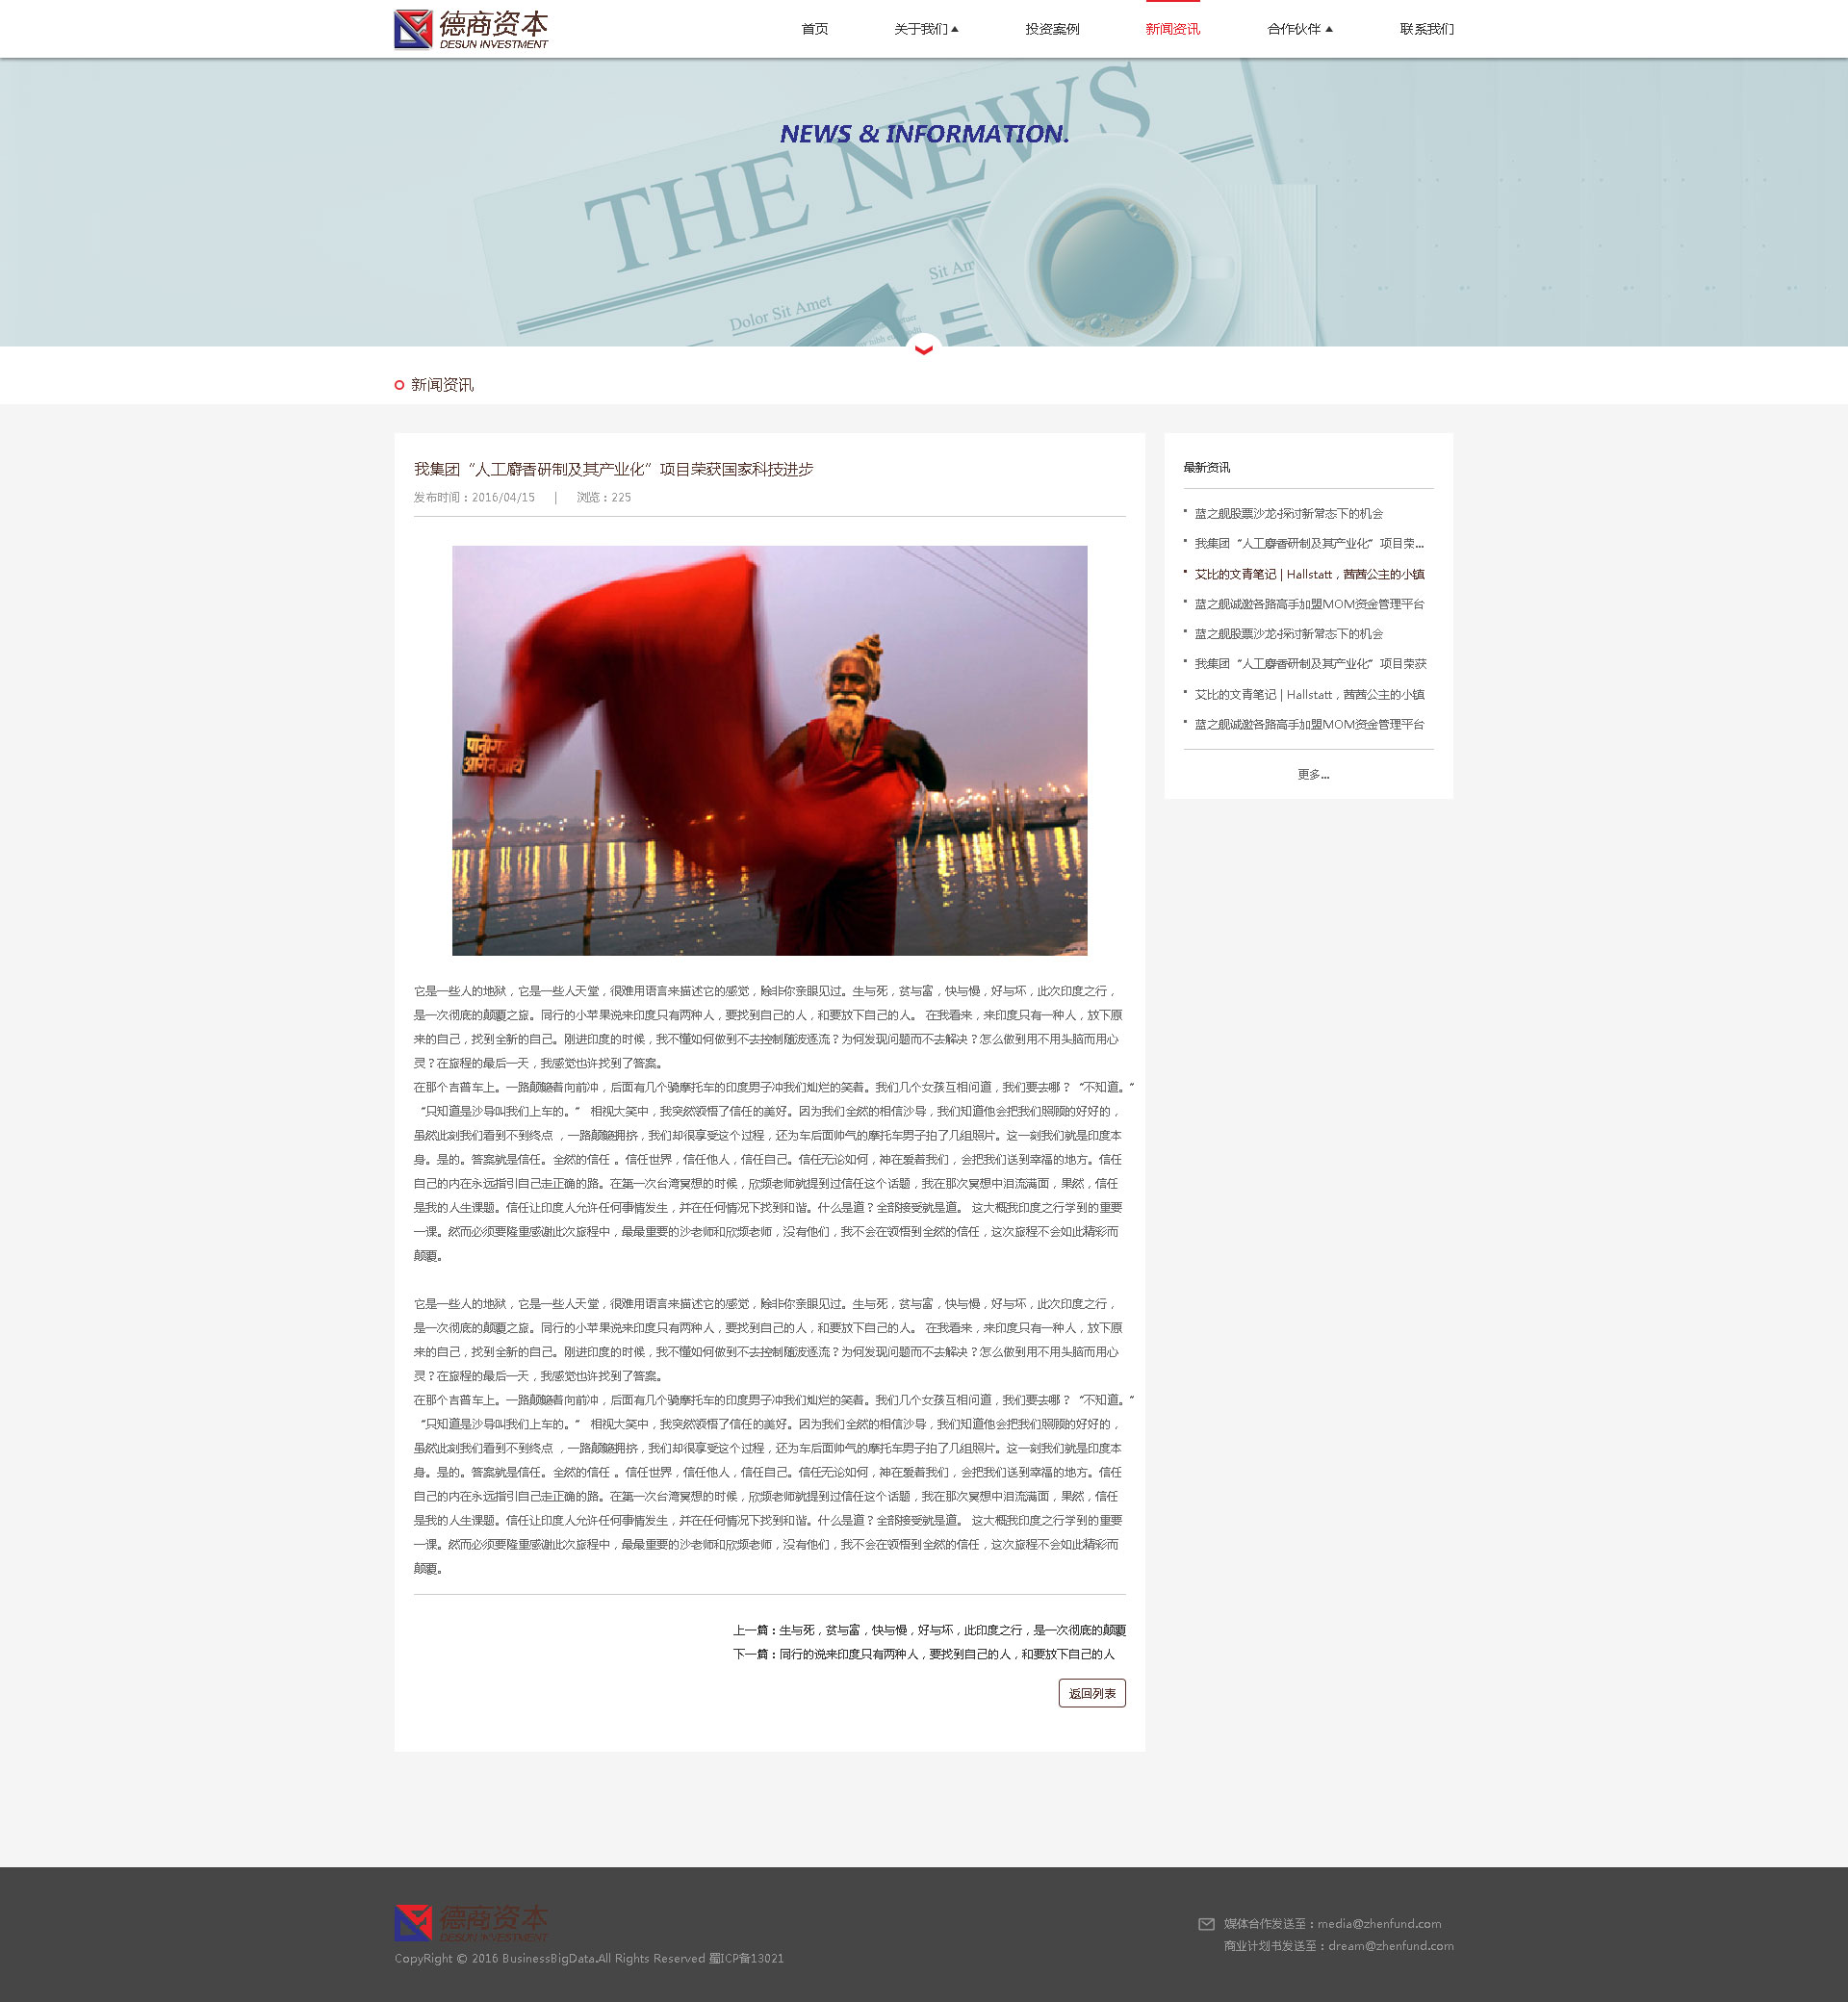 德商资本
DESUN INVESTMENT
首页 关于我们 投资案例 新闻资讯 合作伙伴 联系我们
THE NEWS
NEWS & INFORMATION.
Sit Am
Dolor Sit Amet
新闻资讯
我集团“人工麝香研制及其产业化”项目荣获国家科技进步
发布时间：2016/04/15 | 浏览：225
पानी
आगे न जाये
它是一些人的地狱，它是一些人天堂，很难用语言来描述它的感觉，除非你亲眼见过。生与死，贫与富，快与慢，好与坏，此次印度之行，
是一次彻底的颠覆之旅。同行的小苹果说来印度只有两种人，要找到自己的人，和要放下自己的人。 在我看来，来印度只有一种人，放下原
来的自己，找到全新的自己。刚进印度的时候，我不懂如何做到不去控制随波逐流？为何发现问题而不去解决？怎么做到用不用头脑而用心
灵？在旅程的最后一天，我感觉也许找到了答案。
在那个吉普车上。一路颠簸着向前冲，后面有几个骑摩托车的印度男子冲我们灿烂的笑着。我们几个女孩互相问道，我们要去哪？“不知道。”
“只知道是沙导叫我们上车的。” 相视大笑中，我突然领悟了信任的美好。因为我们全然的相信沙导，我们知道他会把我们照顾的好好的，
虽然此刻我们看到不到终点 ，一路颠簸拥挤，我们却很享受这个过程，还为车后面帅气的摩托车男子拍了几组照片。这一刻我们就是印度本
身。是的。答案就是信任。全然的信任 。信任世界，信任他人，信任自己。信任无论如何，神在爱着我们，会把我们送到幸福的地方。信任
自己的内在永远指引自己走正确的路。在第一次台湾冥想的时候，欣频老师就提到过信任这个话题，我在那次冥想中泪流满面，果然，信任
是我的人生课题。信任让印度人允许任何事情发生，并在任何情况下找到和谐。什么是道？全部接受就是道。 这大概我印度之行学到的重要
一课。然而必须要隆重感谢此次旅程中，最最重要的沙老师和欣频老师，没有他们，我不会在领悟到全然的信任，这次旅程不会如此精彩而
颠覆。
它是一些人的地狱，它是一些人天堂，很难用语言来描述它的感觉，除非你亲眼见过。生与死，贫与富，快与慢，好与坏，此次印度之行，
是一次彻底的颠覆之旅。同行的小苹果说来印度只有两种人，要找到自己的人，和要放下自己的人。 在我看来，来印度只有一种人，放下原
来的自己，找到全新的自己。刚进印度的时候，我不懂如何做到不去控制随波逐流？为何发现问题而不去解决？怎么做到用不用头脑而用心
灵？在旅程的最后一天，我感觉也许找到了答案。
在那个吉普车上。一路颠簸着向前冲，后面有几个骑摩托车的印度男子冲我们灿烂的笑着。我们几个女孩互相问道，我们要去哪？“不知道。”
“只知道是沙导叫我们上车的。” 相视大笑中，我突然领悟了信任的美好。因为我们全然的相信沙导，我们知道他会把我们照顾的好好的，
虽然此刻我们看到不到终点 ，一路颠簸拥挤，我们却很享受这个过程，还为车后面帅气的摩托车男子拍了几组照片。这一刻我们就是印度本
身。是的。答案就是信任。全然的信任 。信任世界，信任他人，信任自己。信任无论如何，神在爱着我们，会把我们送到幸福的地方。信任
自己的内在永远指引自己走正确的路。在第一次台湾冥想的时候，欣频老师就提到过信任这个话题，我在那次冥想中泪流满面，果然，信任
是我的人生课题。信任让印度人允许任何事情发生，并在任何情况下找到和谐。什么是道？全部接受就是道。 这大概我印度之行学到的重要
一课。然而必须要隆重感谢此次旅程中，最最重要的沙老师和欣频老师，没有他们，我不会在领悟到全然的信任，这次旅程不会如此精彩而
颠覆。
上一篇：生与死，贫与富，快与慢，好与坏，此印度之行，是一次彻底的颠覆
下一篇：同行的说来印度只有两种人，要找到自己的人，和要放下自己的人
返回列表
最新资讯
蓝之舰股票沙龙-探讨新常态下的机会
我集团“人工麝香研制及其产业化”项目荣...
艾比的文青笔记 | Hallstatt，茜茜公主的小镇
蓝之舰诚邀各路高手加盟MOM资金管理平台
蓝之舰股票沙龙-探讨新常态下的机会
我集团“人工麝香研制及其产业化”项目荣获
艾比的文青笔记 | Hallstatt，茜茜公主的小镇
蓝之舰诚邀各路高手加盟MOM资金管理平台
更多...
德商资本
DESUN INVESTMENT
CopyRight © 2016 BusinessBigData.All Rights Reserved 蜀ICP备13021
媒体合作发送至：media@zhenfund.com
商业计划书发送至：dream@zhenfund.com